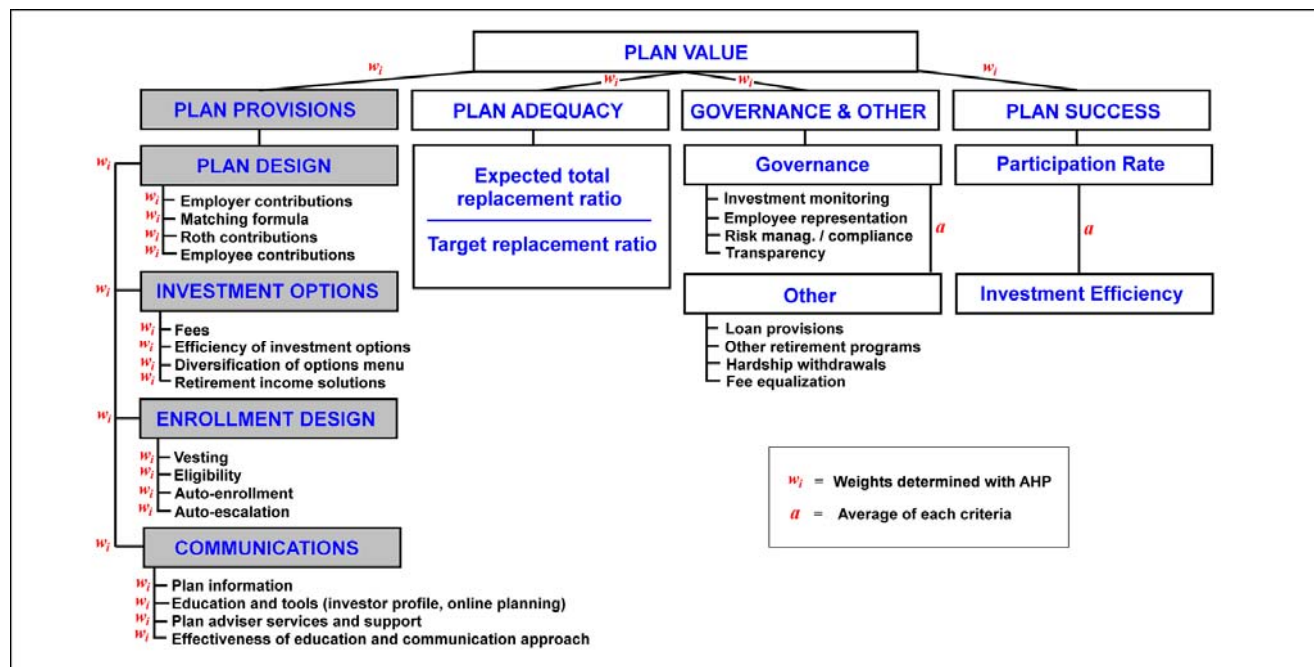 PLAN VALUE
w_i
w_i
w_i
w_i
PLAN PROVISIONS
PLAN ADEQUACY
GOVERNANCE & OTHER
PLAN SUCCESS
w_i
PLAN DESIGN
w_i Employer contributions
w_i Matching formula
w_i Roth contributions
w_i Employee contributions
w_i
INVESTMENT OPTIONS
w_i Fees
w_i Efficiency of investment options
w_i Diversification of options menu
w_i Retirement income solutions
w_i
ENROLLMENT DESIGN
w_i Vesting
w_i Eligibility
w_i Auto-enrollment
w_i Auto-escalation
w_i
COMMUNICATIONS
w_i Plan information
w_i Education and tools (investor profile, online planning)
w_i Plan adviser services and support
w_i Effectiveness of education and communication approach
Expected total
replacement ratio
Target replacement ratio
Governance
Investment monitoring
Employee representation
Risk manag. / compliance
Transparency
a
Other
Loan provisions
Other retirement programs
Hardship withdrawals
Fee equalization
Participation Rate
a
Investment Efficiency
w_i = Weights determined with AHP
a = Average of each criteria